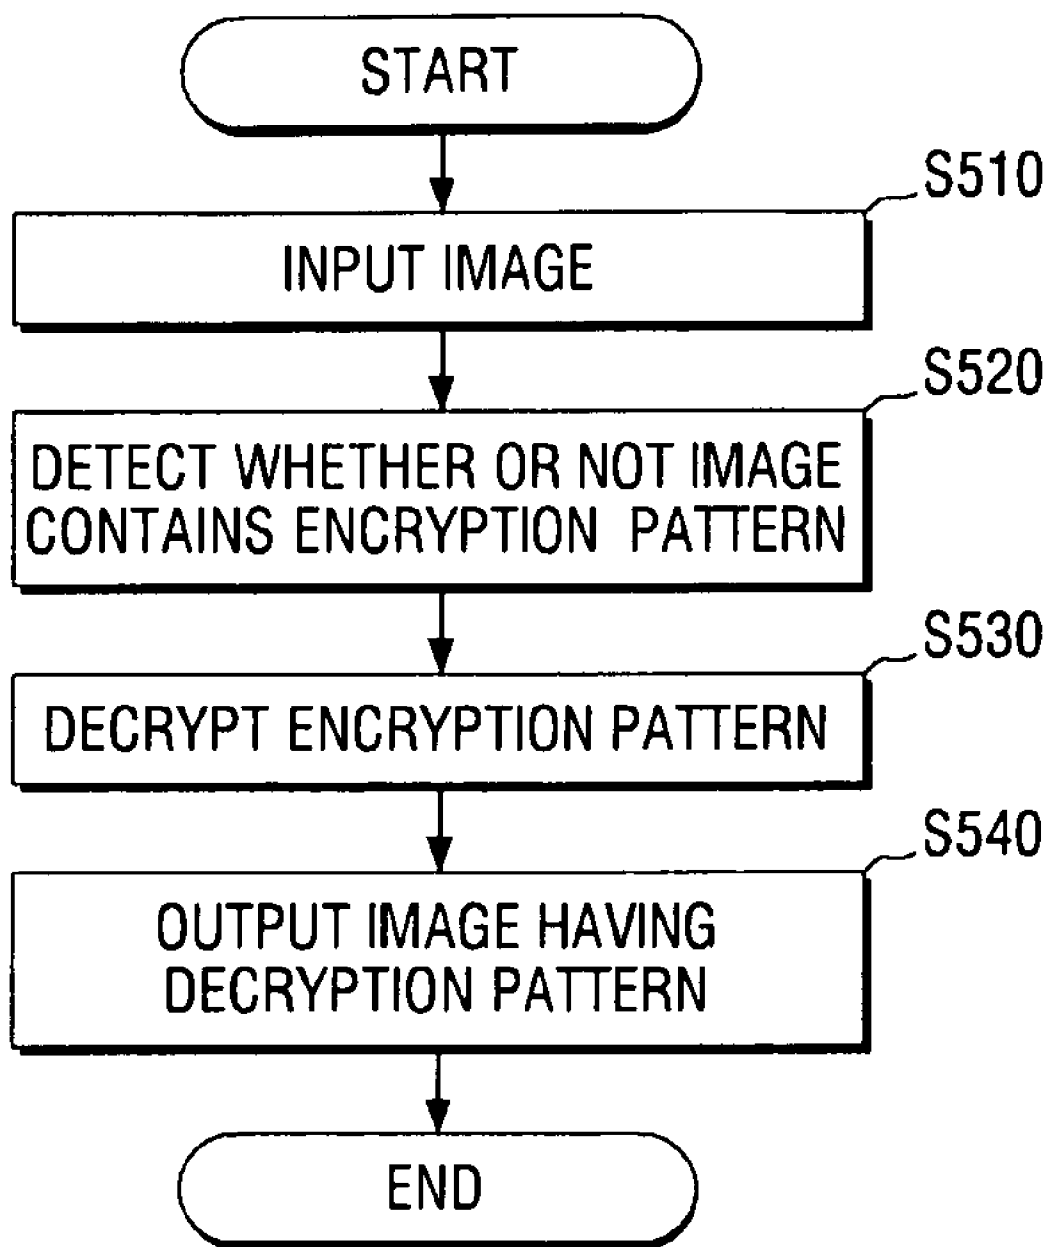 START
S510
INPUT IMAGE
S520
DETECT WHETHER OR NOT IMAGE
CONTAINS ENCRYPTION PATTERN
S530
DECRYPT ENCRYPTION PATTERN
S540
OUTPUT IMAGE HAVING
DECRYPTION PATTERN
END